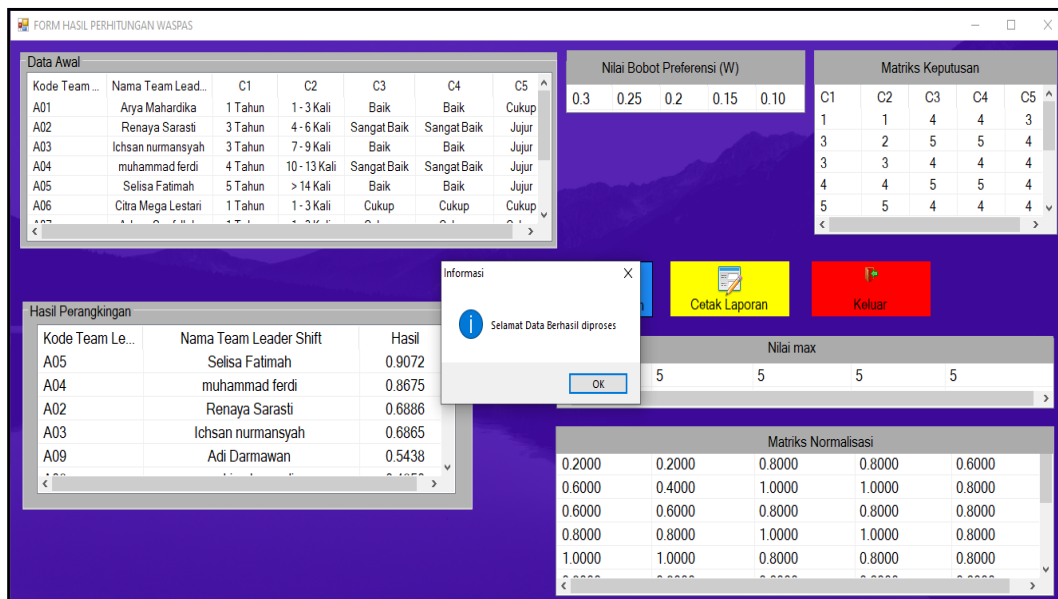 FORM HASIL PERHITUNGAN WASPAS
Data Awal
Kode Team ... Nama Team Lead... C1 C2 C3 C4 C5
A01 Arya Mahardika 1 Tahun 1 - 3 Kali Baik Baik Cukup
A02 Renaya Sarasti 3 Tahun 4 - 6 Kali Sangat Baik Sangat Baik Jujur
A03 Ichsan nurmansyah 3 Tahun 7 - 9 Kali Baik Baik Jujur
A04 muhammad ferdi 4 Tahun 10 - 13 Kali Sangat Baik Sangat Baik Jujur
A05 Selisa Fatimah 5 Tahun > 14 Kali Baik Baik Jujur
A06 Citra Mega Lestari 1 Tahun 1 - 3 Kali Cukup Cukup Cukup
Nilai Bobot Preferensi (W)
0.3 0.25 0.2 0.15 0.10
Matriks Keputusan
C1 C2 C3 C4 C5
1 1 4 4 3
3 2 5 5 4
3 3 4 4 4
4 4 5 5 4
5 5 4 4 4
Informasi
Selamat Data Berhasil diproses
OK
Cetak Laporan
Keluar
Hasil Perangkingan
Kode Team Le... Nama Team Leader Shift Hasil
A05 Selisa Fatimah 0.9072
A04 muhammad ferdi 0.8675
A02 Renaya Sarasti 0.6886
A03 Ichsan nurmansyah 0.6865
A09 Adi Darmawan 0.5438
Nilai max
5 5 5 5
Matriks Normalisasi
0.2000 0.2000 0.8000 0.8000 0.6000
0.6000 0.4000 1.0000 1.0000 0.8000
0.6000 0.6000 0.8000 0.8000 0.8000
0.8000 0.8000 1.0000 1.0000 0.8000
1.0000 1.0000 0.8000 0.8000 0.8000